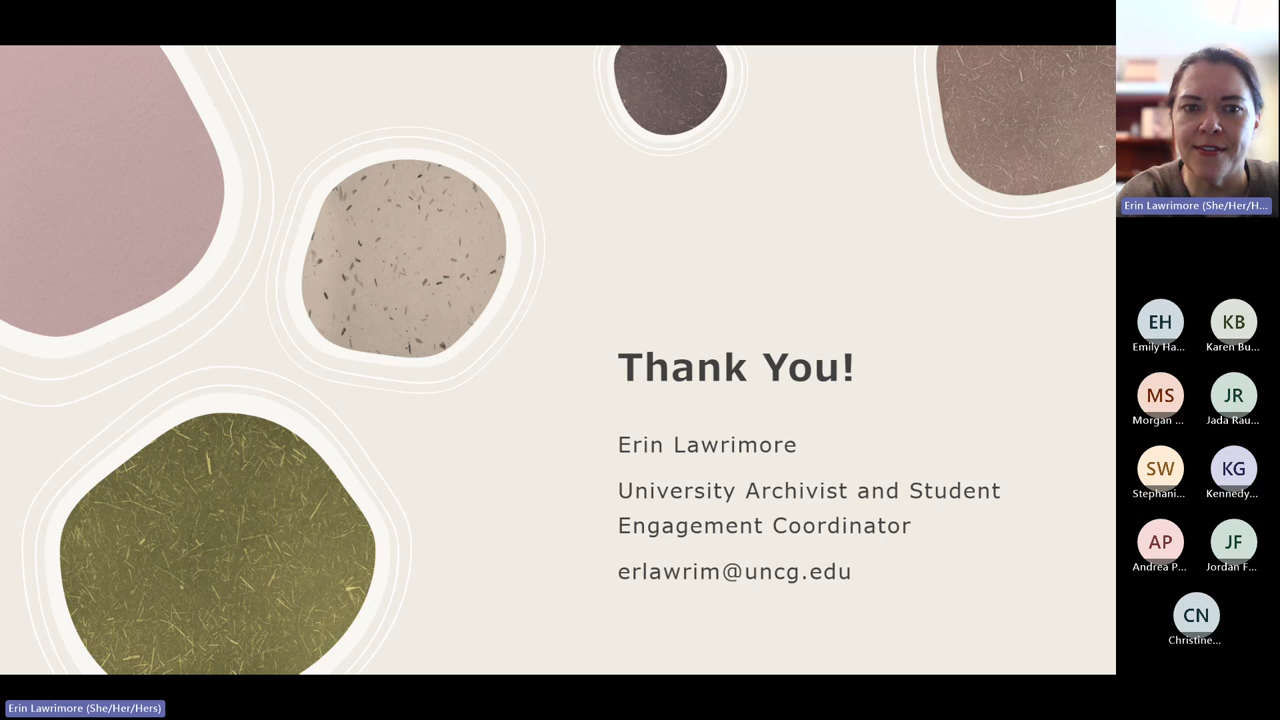 Thank You!
Erin Lawrimore
University Archivist and Student
Engagement Coordinator
erlawrim@uncg.edu
Erin Lawrimore (She/Her/H...
EH
Emily Ha...
KB
Karen Bu...
MS
Morgan ...
JR
Jada Rau...
SW
Stephani...
KG
Kennedy...
AP
Andrea P...
JF
Jordan F...
CN
Christine...
Erin Lawrimore (She/Her/Hers)